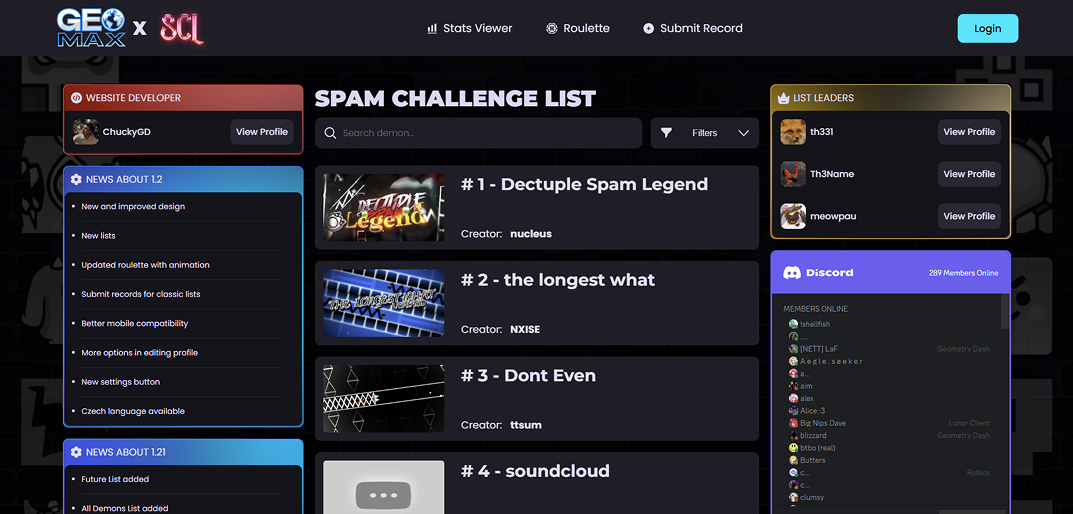 GEO MAX X SCL
Stats Viewer
Roulette
Submit Record
Login
WEBSITE DEVELOPER
ChuckyGD
View Profile
NEWS ABOUT 1.2
New and improved design
New lists
Updated roulette with animation
Submit records for classic lists
Better mobile compatibility
More options in editing profile
New settings button
Czech language available
NEWS ABOUT 1.21
Future List added
All Demons List added
SPAM CHALLENGE LIST
Search demon...
Filters
DECTUPLE SPAM Legend
# 1 - Dectuple Spam Legend
Creator: nucleus
THE LONGEST WHAT
# 2 - the longest what
Creator: NXISE
# 3 - Dont Even
Creator: ttsum
# 4 - soundcloud
LIST LEADERS
th331
View Profile
Th3Name
View Profile
meowpau
View Profile
Discord
289 Members Online
MEMBERS ONLINE
!shellfish
....
[NETT] LaF Geometry Dash
A e g l e . s e e k e r
a...
aim
alex
Alice :3
Big Nips Dave Lunar Client
blizzard Geometry Dash
btbo (real)
Butters
c... Roblox
c...
clumsy